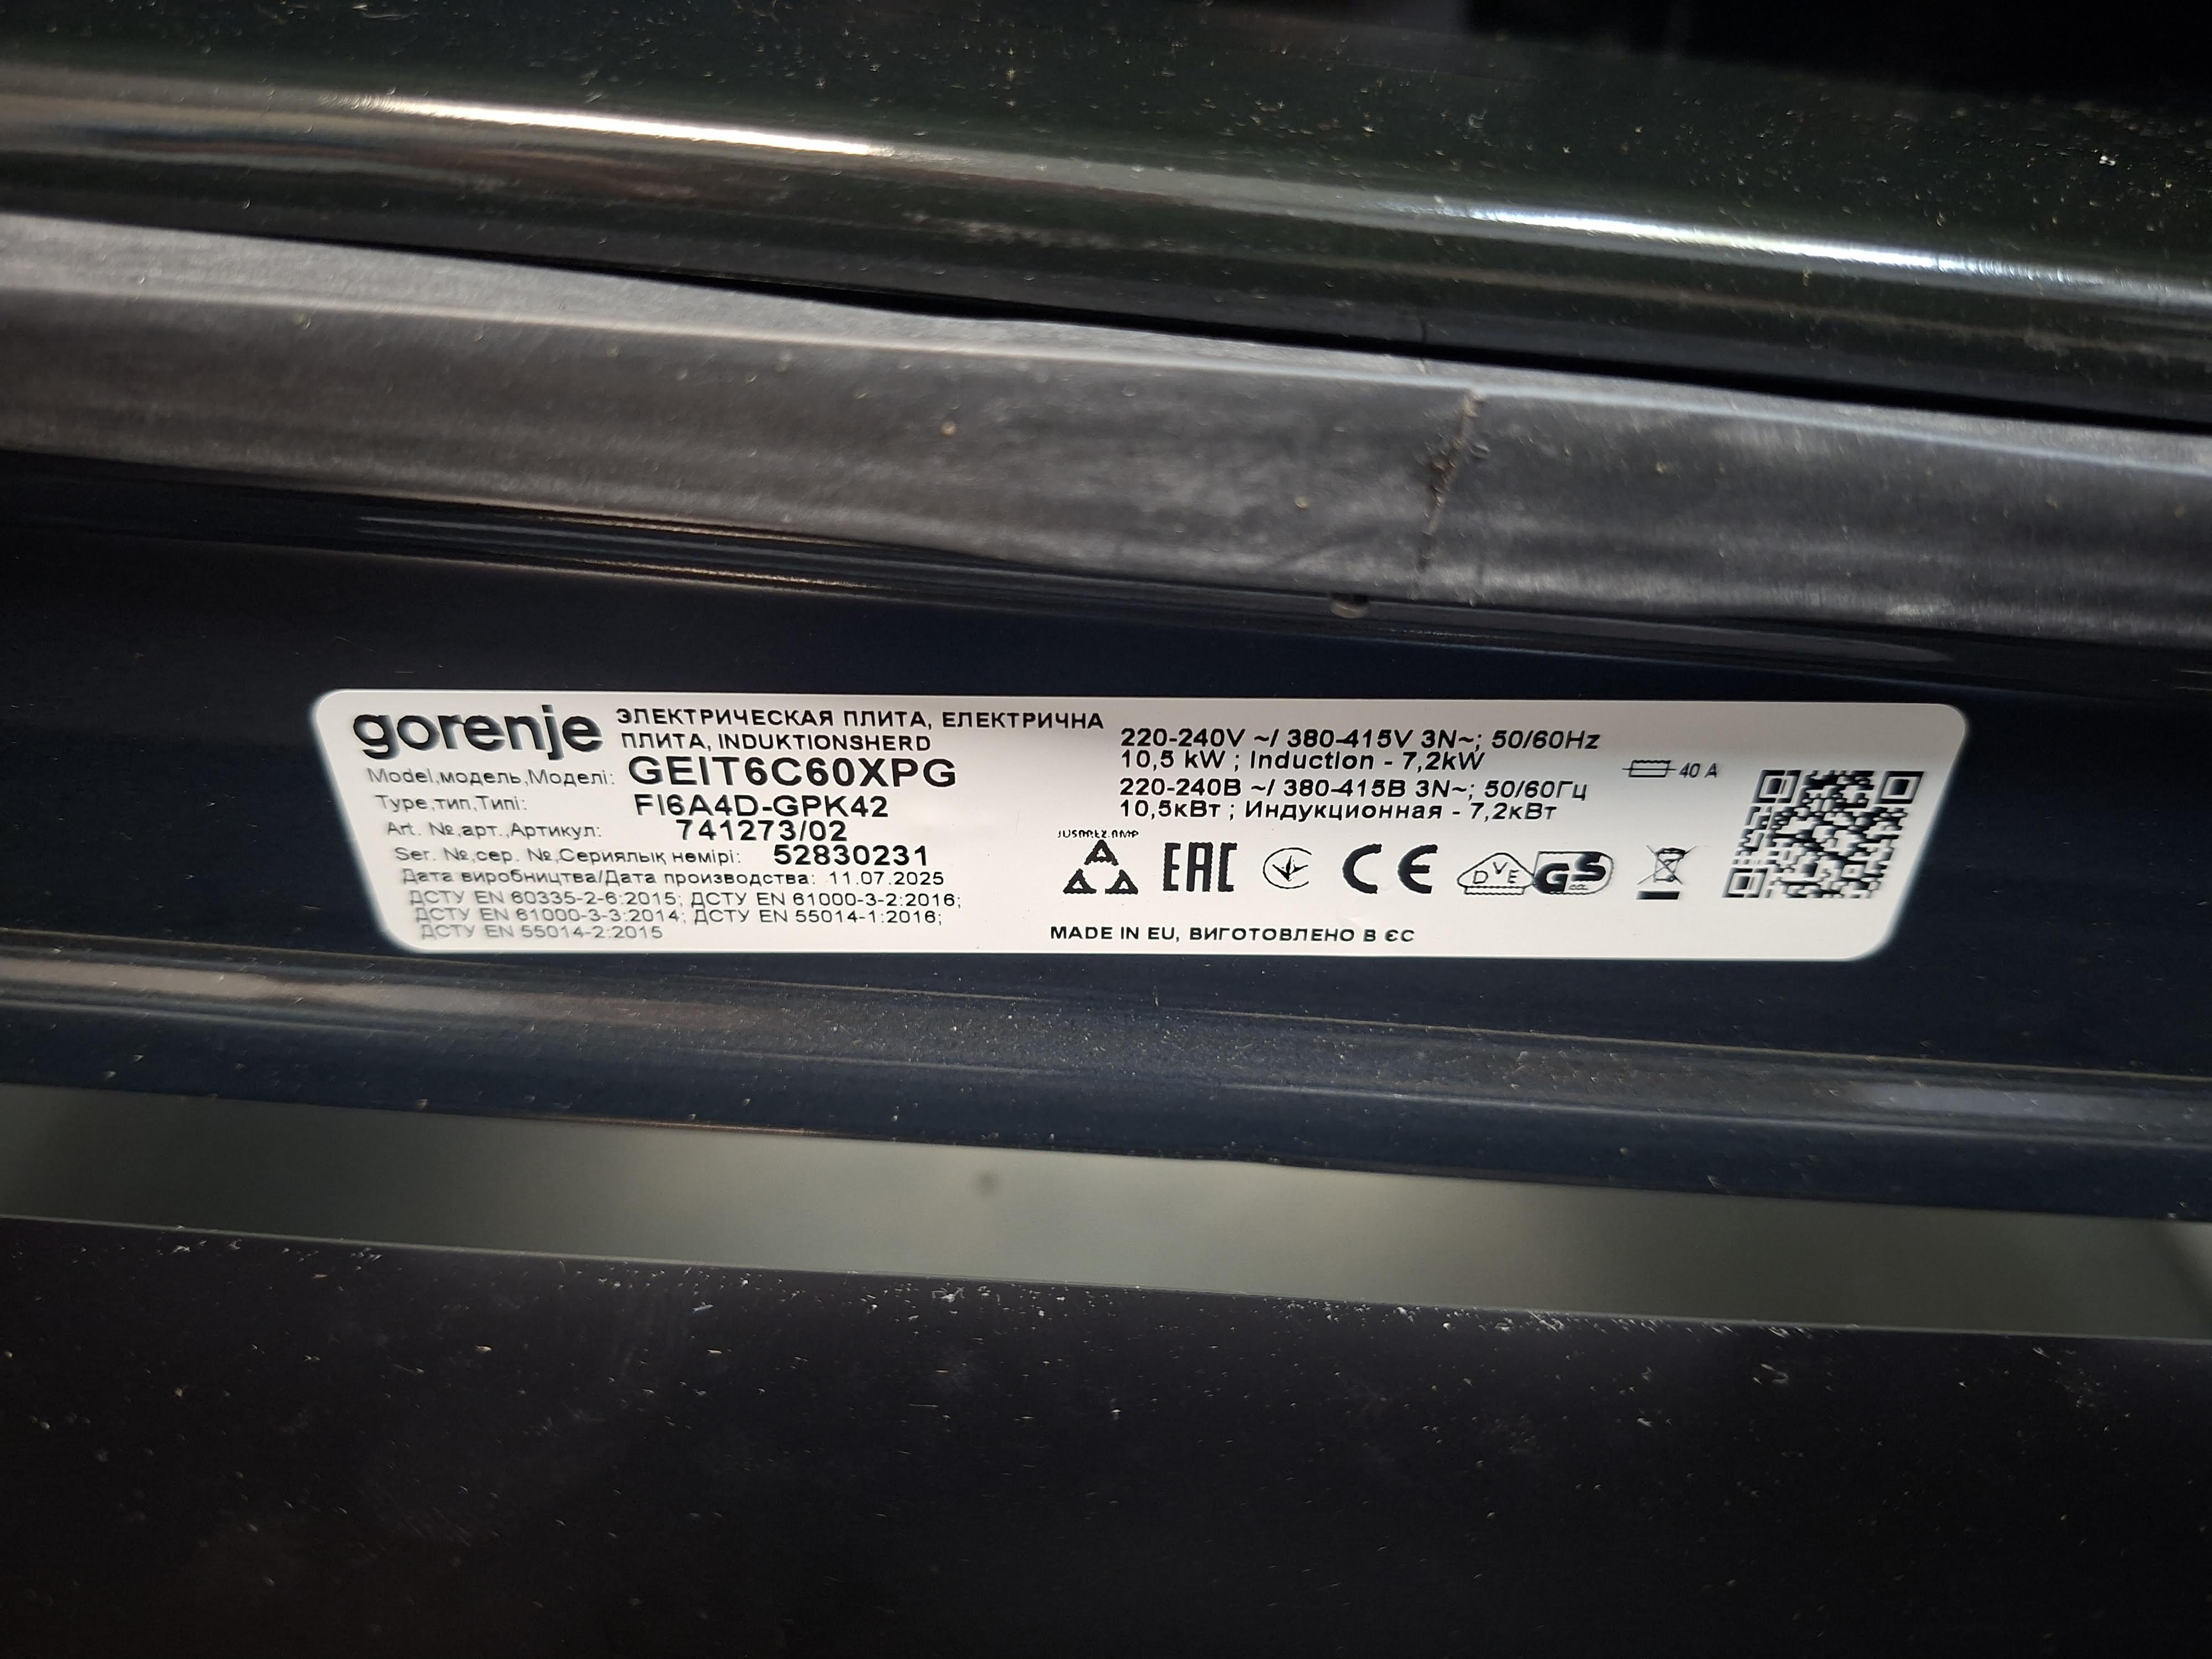 gorenje
ЭЛЕКТРИЧЕСКАЯ ПЛИТА, ЕЛЕКТРИЧНА
ПЛИТА, INDUKTIONSHERD
Model,модель,Моделі: GEIT6C60XPG
Type,тип,Типі: FI6A4D-GPK42
Art. №,арт.,Артикул: 741273/02
Ser. №,сер. №,Сериялық нөмірі: 52830231
Дата виробництва/Дата производства: 11.07.2025
ДСТУ EN 60335-2-6:2015; ДСТУ EN 61000-3-2:2016;
ДСТУ EN 61000-3-3:2014; ДСТУ EN 55014-1:2016;
ДСТУ EN 55014-2:2015
220-240V ~/ 380-415V 3N~; 50/60Hz
10,5 kW ; Induction - 7,2kW
220-240В ~/ 380-415В 3N~; 50/60Гц
10,5кВт ; Индукционная - 7,2кВт
40 A
EAC
CE
DVE
GS
MADE IN EU, ВИГОТОВЛЕНО В ЄС